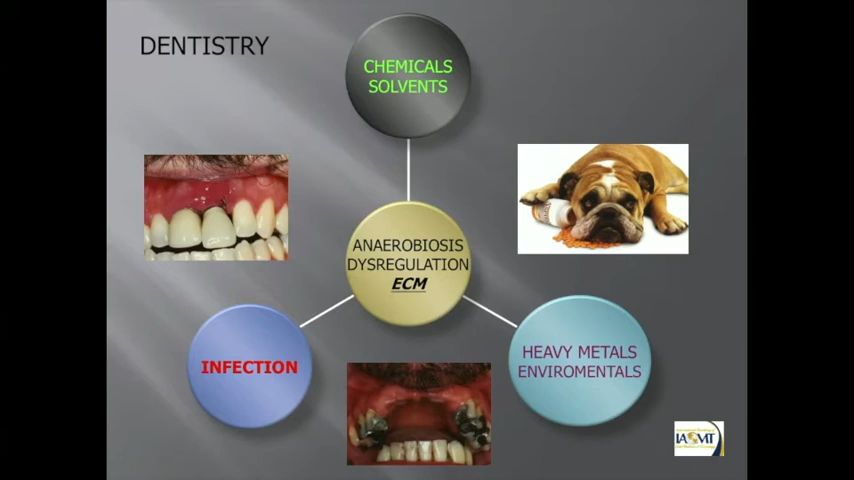 DENTISTRY
CHEMICALS
SOLVENTS
ANAEROBIOSIS
DYSREGULATION
ECM
INFECTION
HEAVY METALS
ENVIROMENTALS
IAOMT